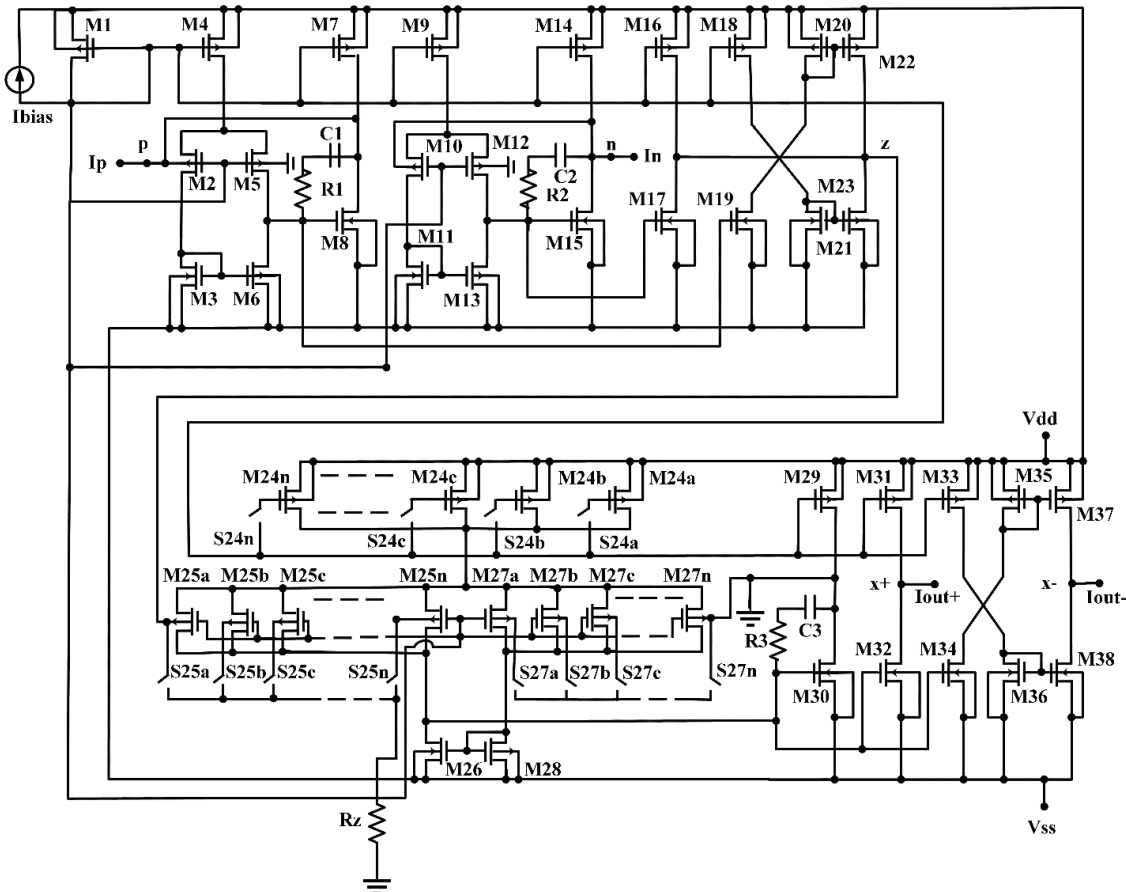 M1 M4 M7 M9 M14 M16 M18 M20
M22
Ibias
C1 M12 z
Ip p M10 n In
M2 M5 C2 M23
R1 R2 M17 M19
M8 M11 M15 M21
M3 M6 M13
Vdd
M24n M24c M24b M24a M29 M31 M33 M35
M37
S24n S24c S24b S24a
M25a M25b M25c M25n M27a M27b M27c M27n
x+ Iout+ x- Iout-
R3 C3
S25a S25b S25c S25n S27a S27b S27c S27n M32 M34 M38
M30 M36
M26 M28
Rz
Vss